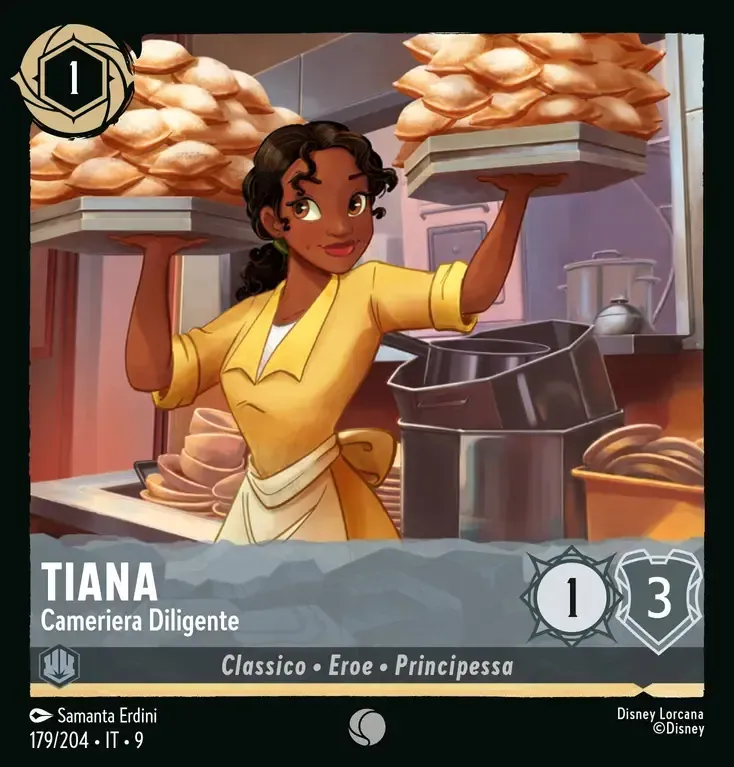 1
TIANA
Cameriera Diligente
1
3
Classico • Eroe • Principessa
Samanta Erdini
179/204 • IT • 9
Disney Lorcana
©Disney